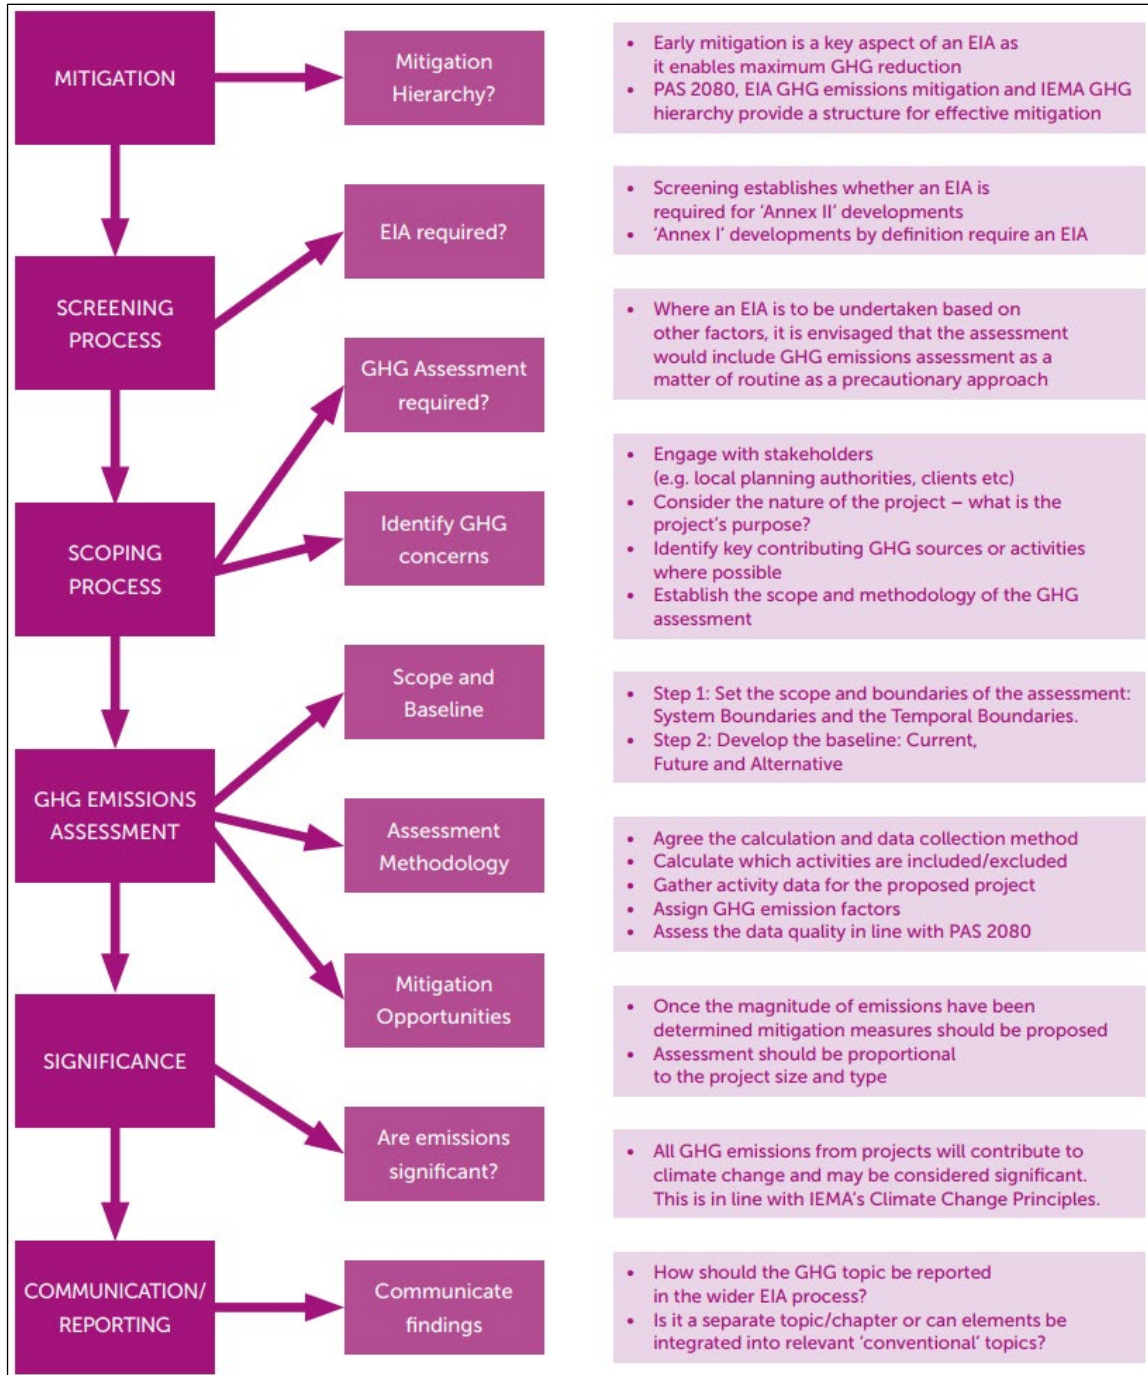 MITIGATION
Mitigation
Hierarchy?
• Early mitigation is a key aspect of an EIA as
it enables maximum GHG reduction
• PAS 2080, EIA GHG emissions mitigation and IEMA GHG
hierarchy provide a structure for effective mitigation
SCREENING
PROCESS
EIA required?
• Screening establishes whether an EIA is
required for ‘Annex II’ developments
• ‘Annex I’ developments by definition require an EIA
SCOPING
PROCESS
GHG Assessment
required?
• Where an EIA is to be undertaken based on
other factors, it is envisaged that the assessment
would include GHG emissions assessment as a
matter of routine as a precautionary approach
Identify GHG
concerns
• Engage with stakeholders
(e.g. local planning authorities, clients etc)
• Consider the nature of the project – what is the
project’s purpose?
• Identify key contributing GHG sources or activities
where possible
• Establish the scope and methodology of the GHG
assessment
GHG EMISSIONS
ASSESSMENT
Scope and
Baseline
• Step 1: Set the scope and boundaries of the assessment:
System Boundaries and the Temporal Boundaries.
• Step 2: Develop the baseline: Current,
Future and Alternative
Assessment
Methodology
• Agree the calculation and data collection method
• Calculate which activities are included/excluded
• Gather activity data for the proposed project
• Assign GHG emission factors
• Assess the data quality in line with PAS 2080
Mitigation
Opportunities
• Once the magnitude of emissions have been
determined mitigation measures should be proposed
• Assessment should be proportional
to the project size and type
SIGNIFICANCE
Are emissions
significant?
• All GHG emissions from projects will contribute to
climate change and may be considered significant.
This is in line with IEMA’s Climate Change Principles.
COMMUNICATION/
REPORTING
Communicate
findings
• How should the GHG topic be reported
in the wider EIA process?
• Is it a separate topic/chapter or can elements be
integrated into relevant ‘conventional’ topics?